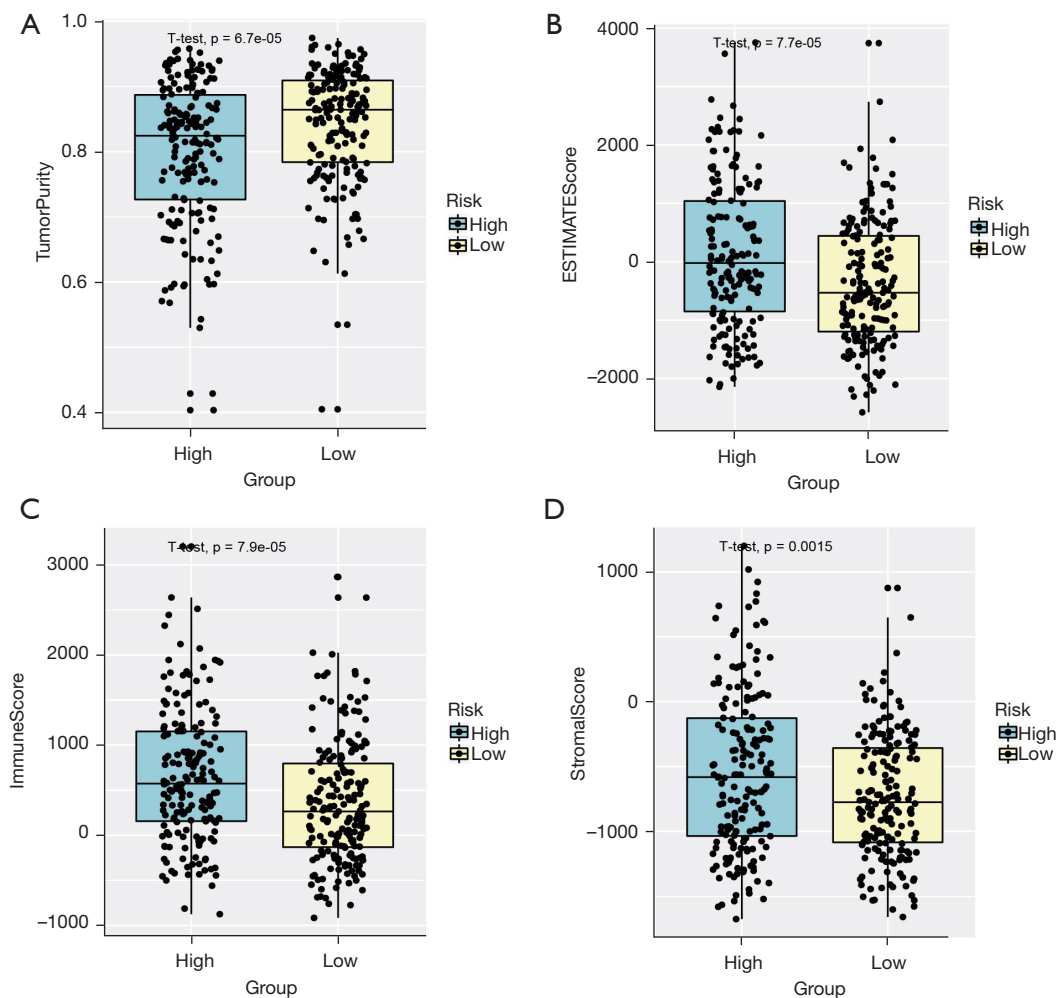 A
T-test, p = 6.7e-05
1.0
0.8
0.6
0.4
TumorPurity
High
Low
Group
Risk
High
Low
B
T-test, p = 7.7e-05
4000
2000
0
−2000
ESTIMATEScore
High
Low
Group
Risk
High
Low
C
T-test, p = 7.9e-05
3000
2000
1000
0
−1000
ImmuneScore
High
Low
Group
Risk
High
Low
D
T-test, p = 0.0015
1000
0
−1000
StromalScore
High
Low
Group
Risk
High
Low